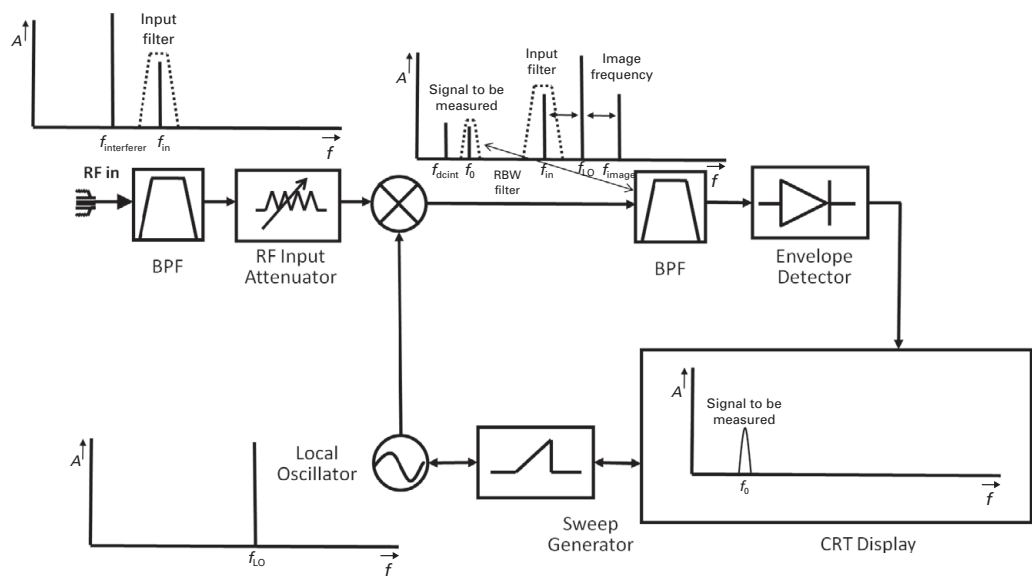 A
Input
filter
f interferer
f in
f
A
Signal to be
measured
Input
filter
Image
frequency
f dcint
f 0
RBW
filter
f in
f LO
f image
f
RF in
BPF
RF Input
Attenuator
BPF
Envelope
Detector
A
Signal to be
measured
f 0
f
CRT Display
Local
Oscillator
Sweep
Generator
A
f LO
f